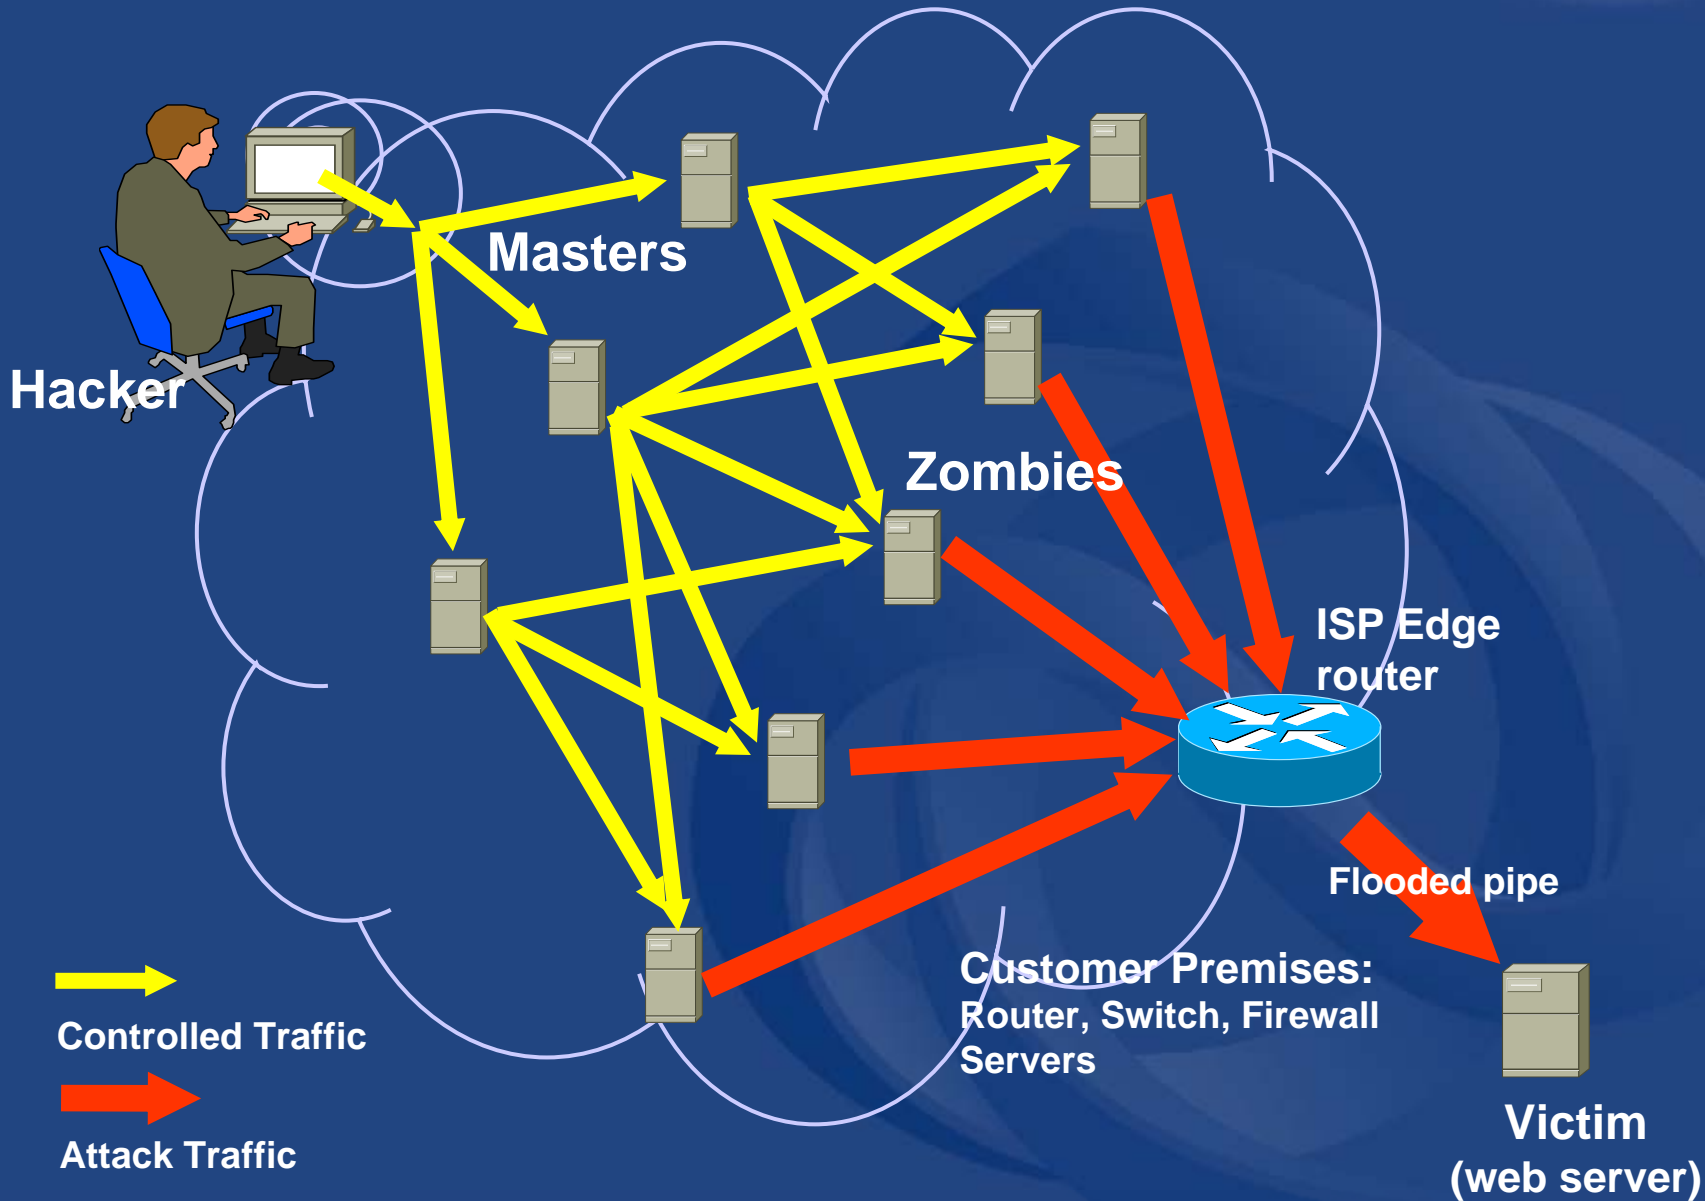 Masters
Hacker
Zombies
ISP Edge
router
Flooded pipe
Customer Premises:
Router, Switch, Firewall
Servers
Controlled Traffic
Attack Traffic
Victim
(web server)